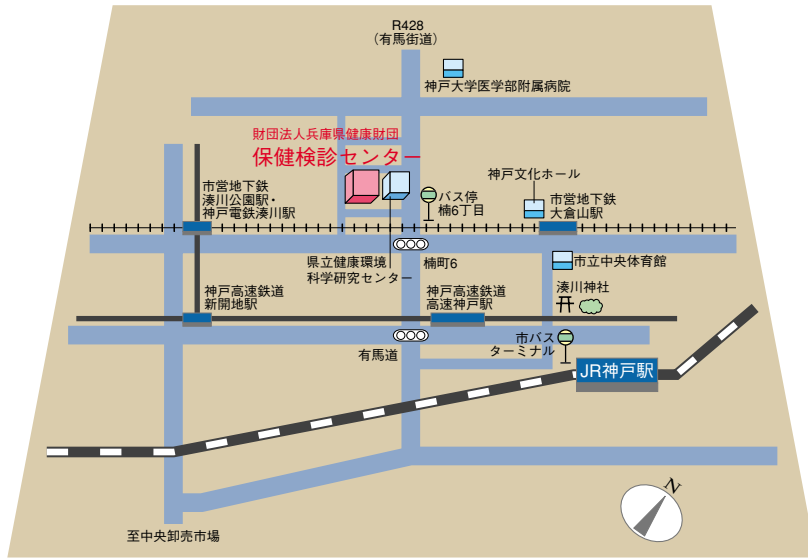 R428
（有馬街道）
神戸大学医学部附属病院
財団法人兵庫県健康財団
保健検診センター
神戸文化ホール
市営地下鉄
湊川公園駅・
神戸電鉄湊川駅
バス停
楠6丁目
市営地下鉄
大倉山駅
県立健康環境
科学研究センター
楠町6
市立中央体育館
神戸高速鉄道
新開地駅
神戸高速鉄道
高速神戸駅
湊川神社
有馬道
市バス
ターミナル
JR神戸駅
N
至中央卸売市場